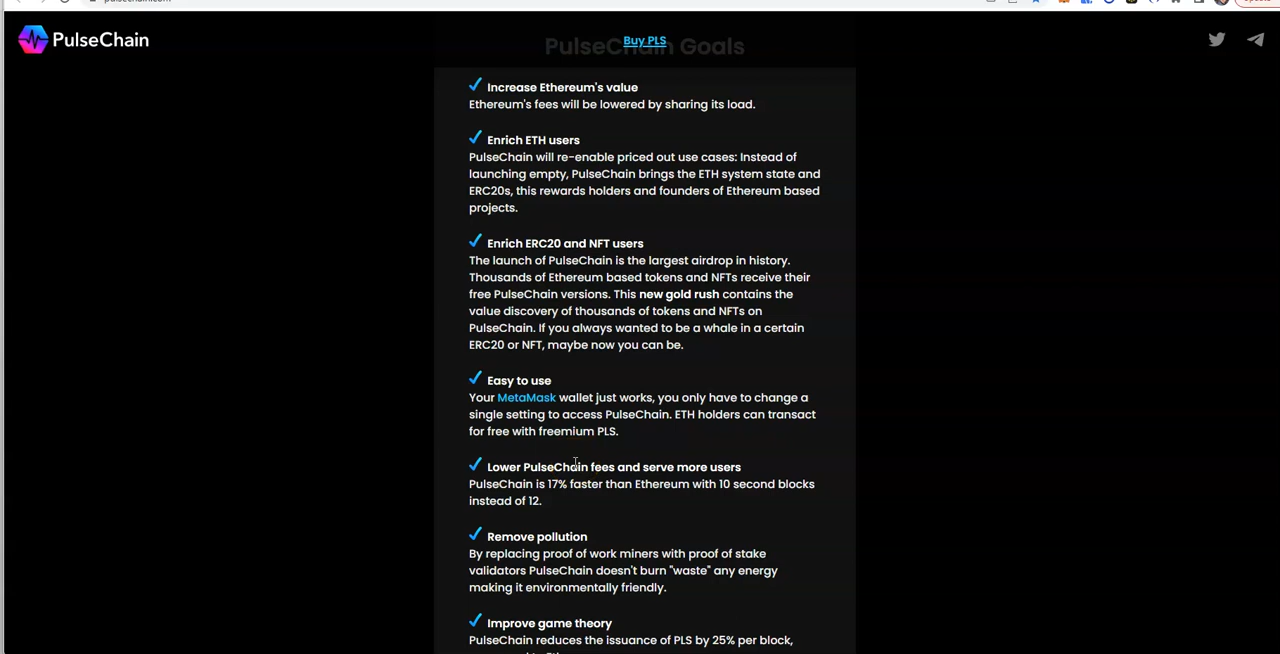 PulseChain
Buy PLS
PulseChain Goals
Increase Ethereum's value
Ethereum's fees will be lowered by sharing its load.
Enrich ETH users
PulseChain will re-enable priced out use cases: Instead of
launching empty, PulseChain brings the ETH system state and
ERC20s, this rewards holders and founders of Ethereum based
projects.
Enrich ERC20 and NFT users
The launch of PulseChain is the largest airdrop in history.
Thousands of Ethereum based tokens and NFTs receive their
free PulseChain versions. This new gold rush contains the
value discovery of thousands of tokens and NFTs on
PulseChain. If you always wanted to be a whale in a certain
ERC20 or NFT, maybe now you can be.
Easy to use
Your MetaMask wallet just works, you only have to change a
single setting to access PulseChain. ETH holders can transact
for free with freemium PLS.
Lower PulseChain fees and serve more users
PulseChain is 17% faster than Ethereum with 10 second blocks
instead of 12.
Remove pollution
By replacing proof of work miners with proof of stake
validators PulseChain doesn't burn "waste" any energy
making it environmentally friendly.
Improve game theory
PulseChain reduces the issuance of PLS by 25% per block,